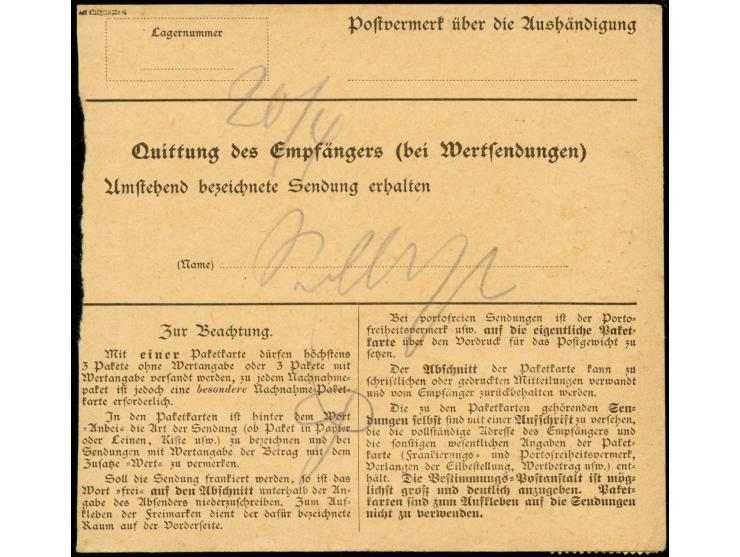 Lagernummer
Postvermerk über die Aushändigung
20/4
Quittung des Empfängers (bei Wertsendungen)
Umstehend bezeichnete Sendung erhalten
(Name)
Zur Beachtung.
Mit einer Paketkarte dürfen höchstens
3 Pakete ohne Wertangabe oder 3 Pakete mit
Wertangabe versandt werden, zu jedem Nachnahme-
paket ist jedoch eine besondere Nachnahme-Paket-
karte erforderlich.
In den Paketkarten ist hinter dem Wort
»Anbei« die Art der Sendung (ob Paket in Papier
oder Leinen, Kiste usw.) zu bezeichnen und bei
Sendungen mit Wertangabe der Betrag mit dem
Zusatze »Wert« zu vermerken.
Soll die Sendung frankiert werden, so ist das
Wort »frei« auf den Abschnitt unterhalb der An-
gabe des Absenders niederzuschreiben. Zum Auf-
kleben der Freimarken dient der dafür bezeichnete
Raum auf der Vorderseite.
Bei portofreien Sendungen ist der Porto-
freiheitsvermerk usw. auf die eigentliche Paket-
karte über den Vordruck für das Postgewicht zu
setzen.
Der Abschnitt der Paketkarte kann zu
schriftlichen oder gedruckten Mitteilungen verwandt
und vom Empfänger zurückbehalten werden.
Die zu den Paketkarten gehörenden Sen-
dungen selbst sind mit einer Aufschrift zu versehen,
die die vollständige Adresse des Empfängers und
die sonstigen wesentlichen Angaben der Paket-
karte (Frankierungs- und Portofreiheitsvermerk,
Verlangen der Eilbestellung, Wertbetrag usw.) ent-
hält. Die Bestimmungs-Postanstalt ist mög-
lichst groß und deutlich anzugeben. Paket-
karten sind zum Aufkleben auf die Sendungen
nicht zu verwenden.